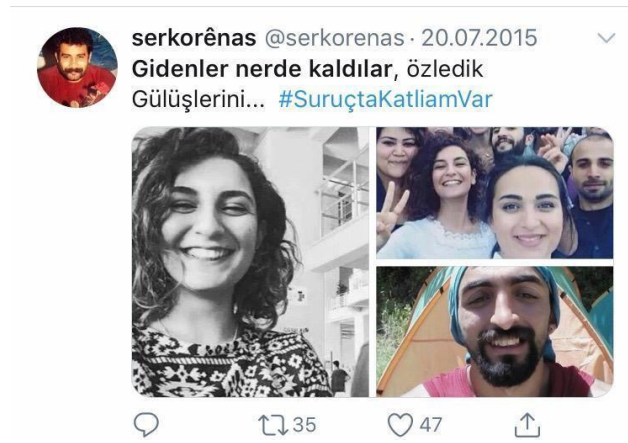 serkorênas @serkorenas · 20.07.2015
Gidenler nerde kaldılar, özledik
Gülüşlerini... #SuruçtaKatliamVar
35
47